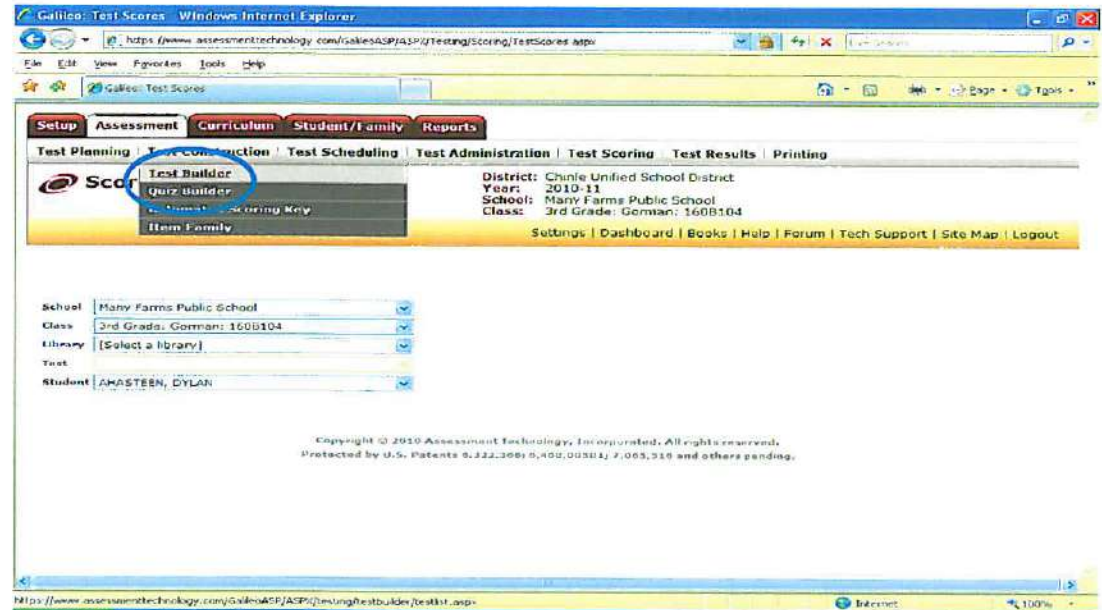 Galileo: Test Scores Windows Internet Explorer
https //www assessmenttechnology com/GalileoASP/ASPX/Testing/Scoring/TestScores aspx
File Edit View Favorites Tools Help
Galileo: Test Scores
Page Tools
Setup Assessment Curriculum Student/Family Reports
Test Planning Test Construction Test Scheduling Test Administration Test Scoring Test Results Printing
Scor
Test Builder
Quiz Builder
Scoring Key
Item Family
District: Chinle Unified School District
Year: 2010-11
School: Many Farms Public School
Class: 3rd Grade: Gorman: 160B104
Settings | Dashboard | Books | Help | Forum | Tech Support | Site Map | Logout
School Many Farms Public School
Class 3rd Grade: Gorman: 160B104
Library [Select a library]
Test
Student AHASTEEN, DYLAN
Copyright © 2010 Assessment Technology, Incorporated. All rights reserved.
Protected by U.S. Patents and others pending.
https://www assessmenttechnology.com/GalileoASP/ASPX/testing/testbuilder/testlist.aspx
Internet
100%